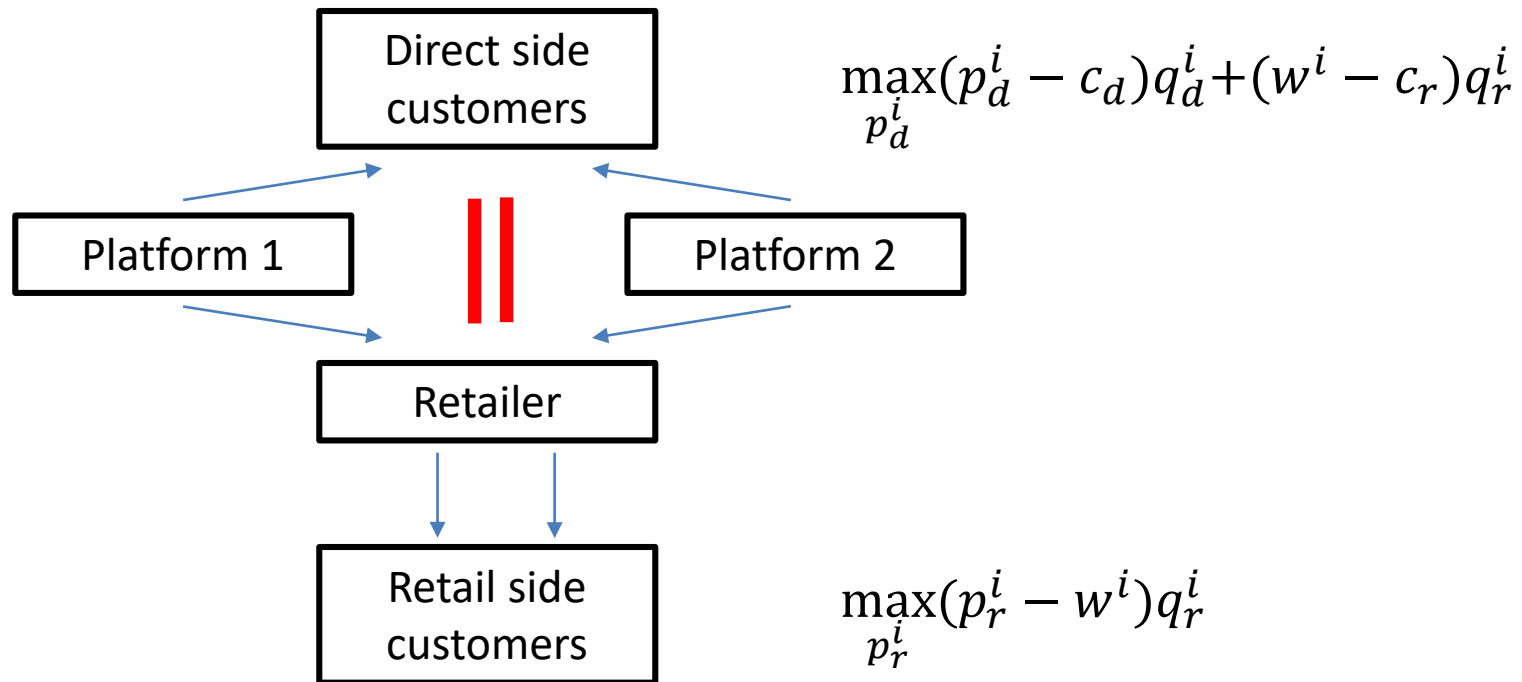 Direct side
customers
max(p_d^i − c_d)q_d^i+(w^i − c_r)q_r^i
p_d^i
Platform 1
Platform 2
Retailer
Retail side
customers
max(p_r^i − w^i)q_r^i
p_r^i